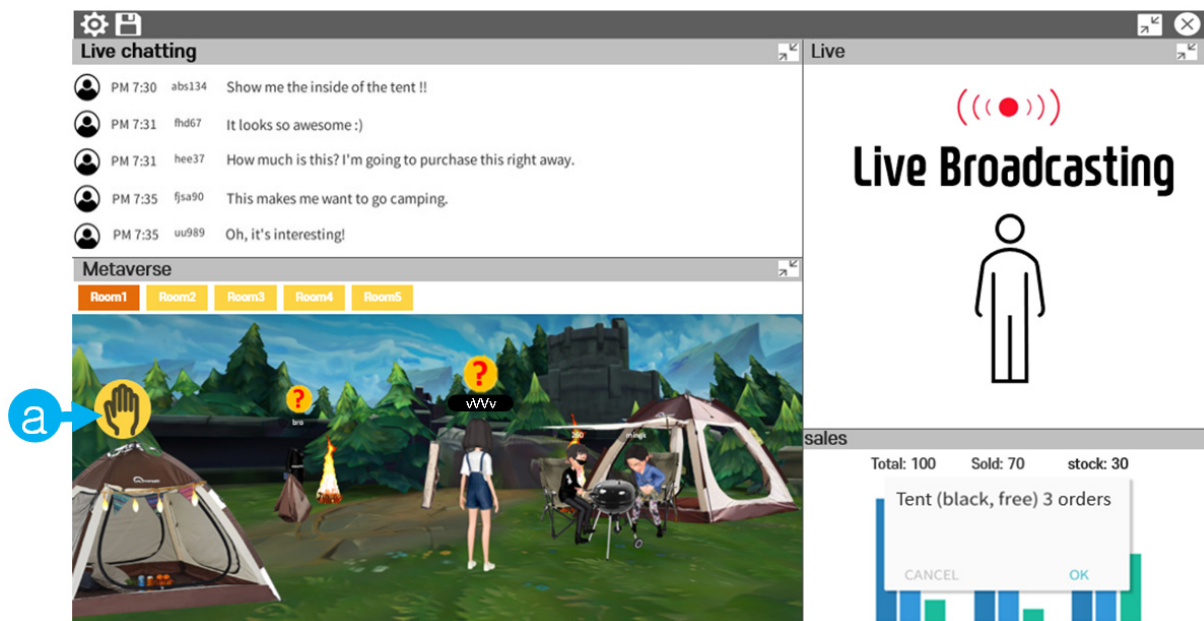 Live chatting
PM 7:30 abs134 Show me the inside of the tent !!
PM 7:31 fhd67 It looks so awesome :)
PM 7:31 hee37 How much is this? I'm going to purchase this right away.
PM 7:35 fjsa90 This makes me want to go camping.
PM 7:35 uu989 Oh, it's interesting!
Metaverse
Room1 Room2 Room3 Room4 Room5
a
?
bro
?
vVVv
Live
Live Broadcasting
sales
Total: 100 Sold: 70 stock: 30
Tent (black, free) 3 orders
CANCEL OK